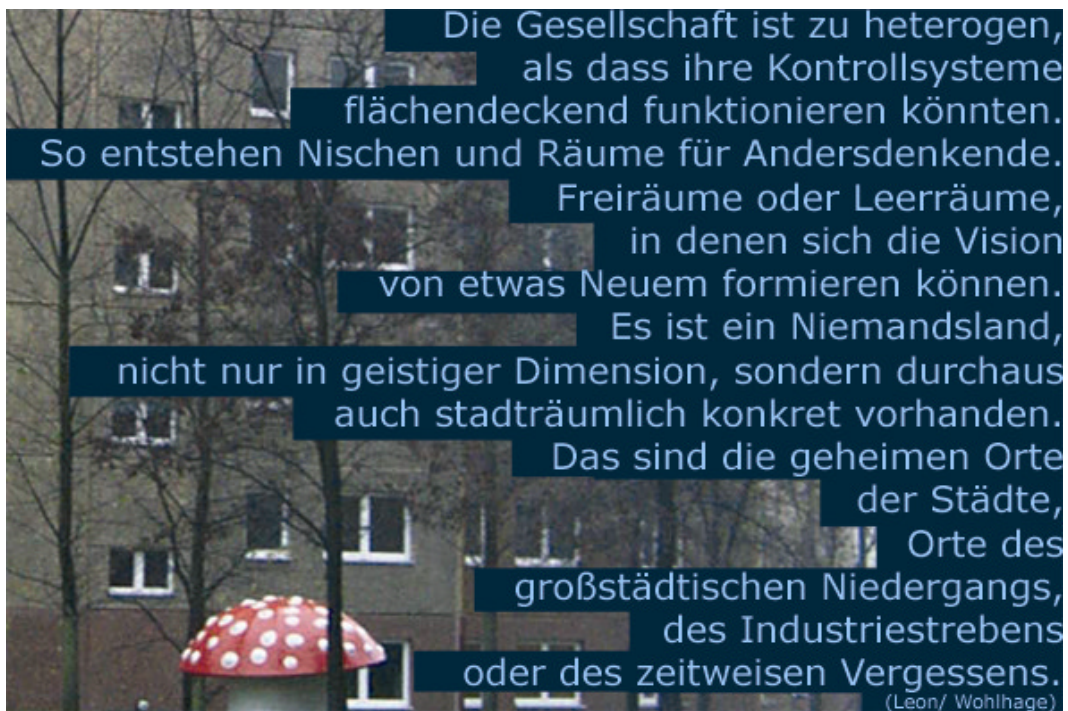 Die Gesellschaft ist zu heterogen,
als dass ihre Kontrollsysteme
flächendeckend funktionieren könnten.
So entstehen Nischen und Räume für Andersdenkende.
Freiräume oder Leerräume,
in denen sich die Vision
von etwas Neuem formieren können.
Es ist ein Niemandsland,
nicht nur in geistiger Dimension, sondern durchaus
auch stadträumlich konkret vorhanden.
Das sind die geheimen Orte
der Städte,
Orte des
großstädtischen Niedergangs,
des Industriestrebens
oder des zeitweisen Vergessens.
(Leon/ Wohlhage)